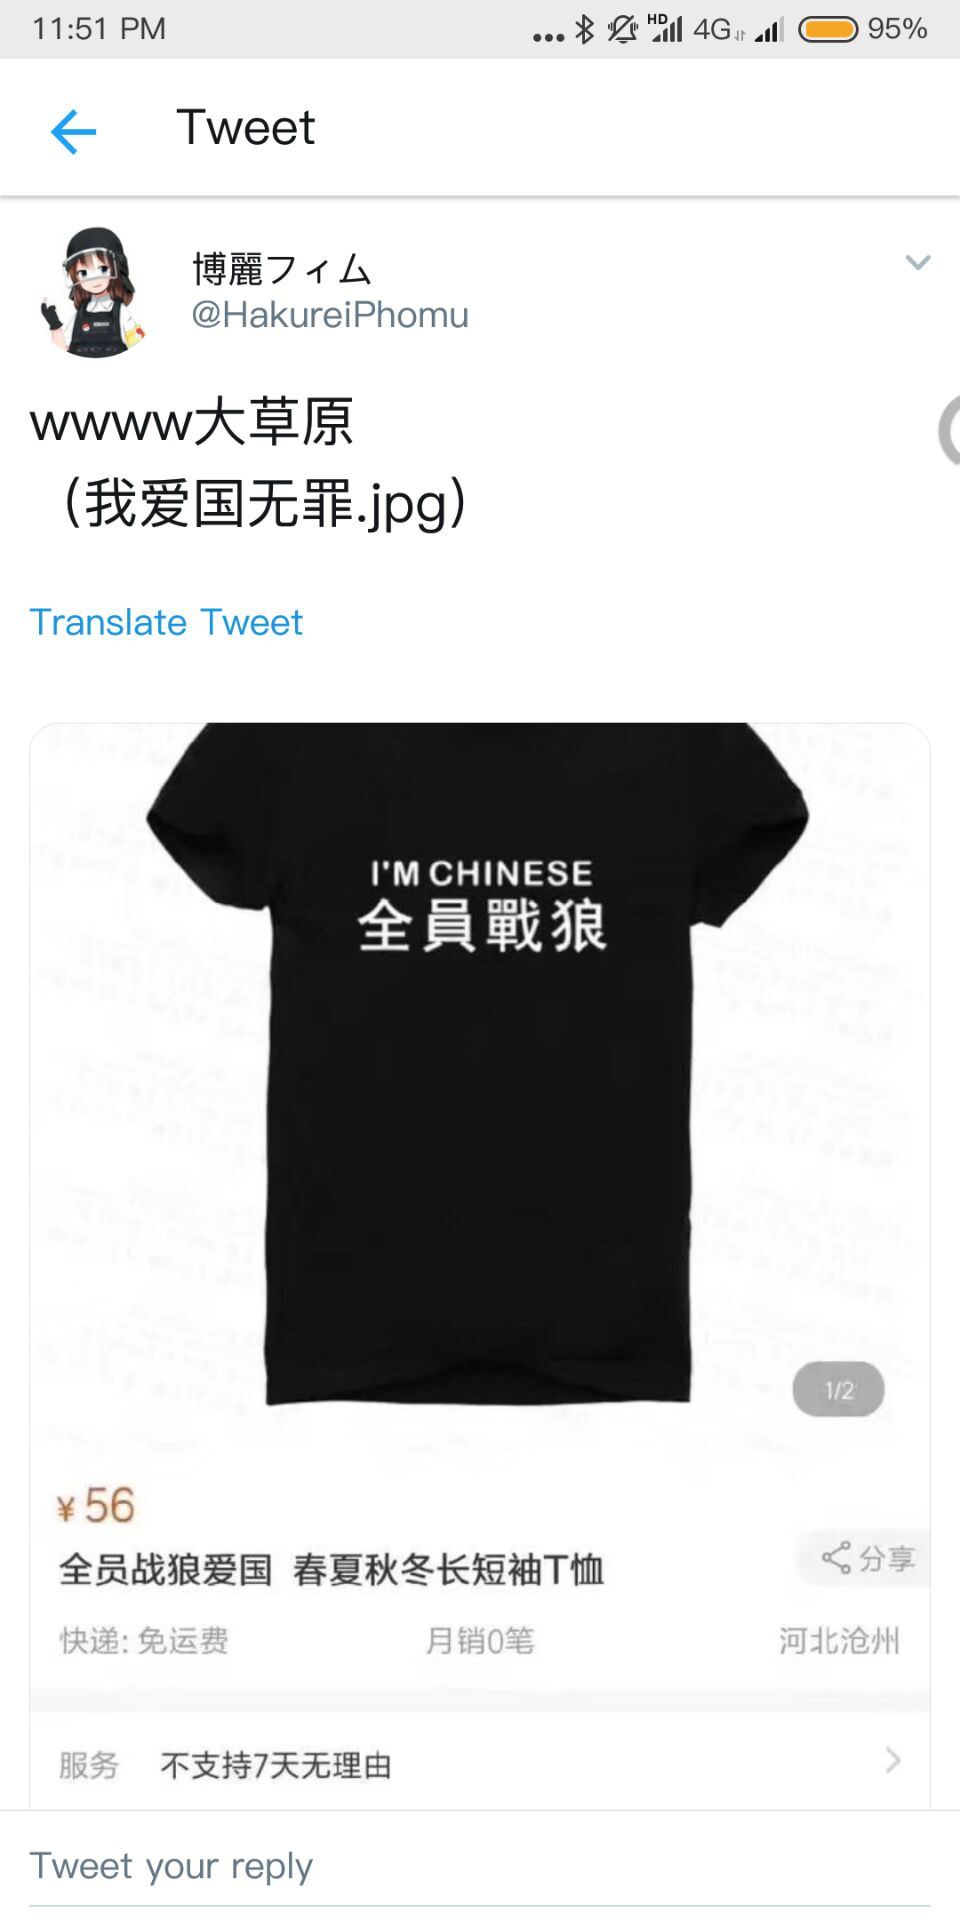 11:51 PM
HD
4G
95%
Tweet
博麗フィム
@HakureiPhomu
wwww大草原
（我爱国无罪.jpg）
Translate Tweet
I'M CHINESE
全員戰狼
1/2
¥56
全员战狼爱国 春夏秋冬长短袖T恤
分享
快递: 免运费
月销0笔
河北沧州
服务
不支持7天无理由
Tweet your reply